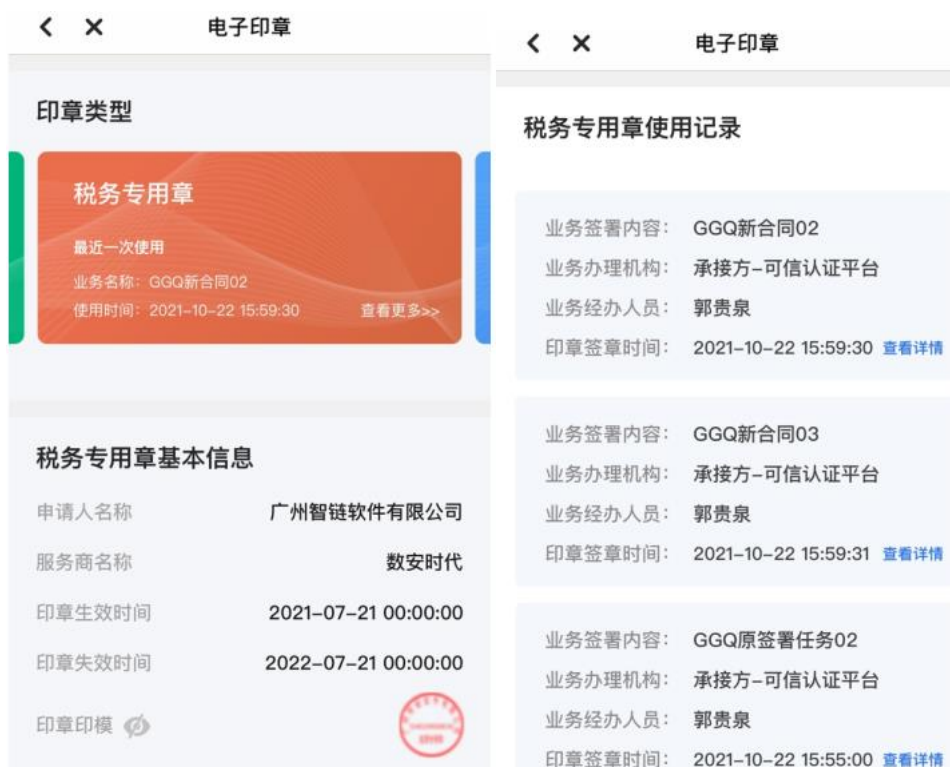 电子印章
印章类型
税务专用章
最近一次使用
业务名称：GGQ新合同02
使用时间：2021-10-22 15:59:30 查看更多>>
税务专用章基本信息
申请人名称 广州智链软件有限公司
服务商名称 数安时代
印章生效时间 2021-07-21 00:00:00
印章失效时间 2022-07-21 00:00:00
印章印模
电子印章
税务专用章使用记录
业务签署内容： GGQ新合同02
业务办理机构： 承接方-可信认证平台
业务经办人员： 郭贵泉
印章签章时间： 2021-10-22 15:59:30 查看详情
业务签署内容： GGQ新合同03
业务办理机构： 承接方-可信认证平台
业务经办人员： 郭贵泉
印章签章时间： 2021-10-22 15:59:31 查看详情
业务签署内容： GGQ原签署任务02
业务办理机构： 承接方-可信认证平台
业务经办人员： 郭贵泉
印章签章时间： 2021-10-22 15:55:00 查看详情